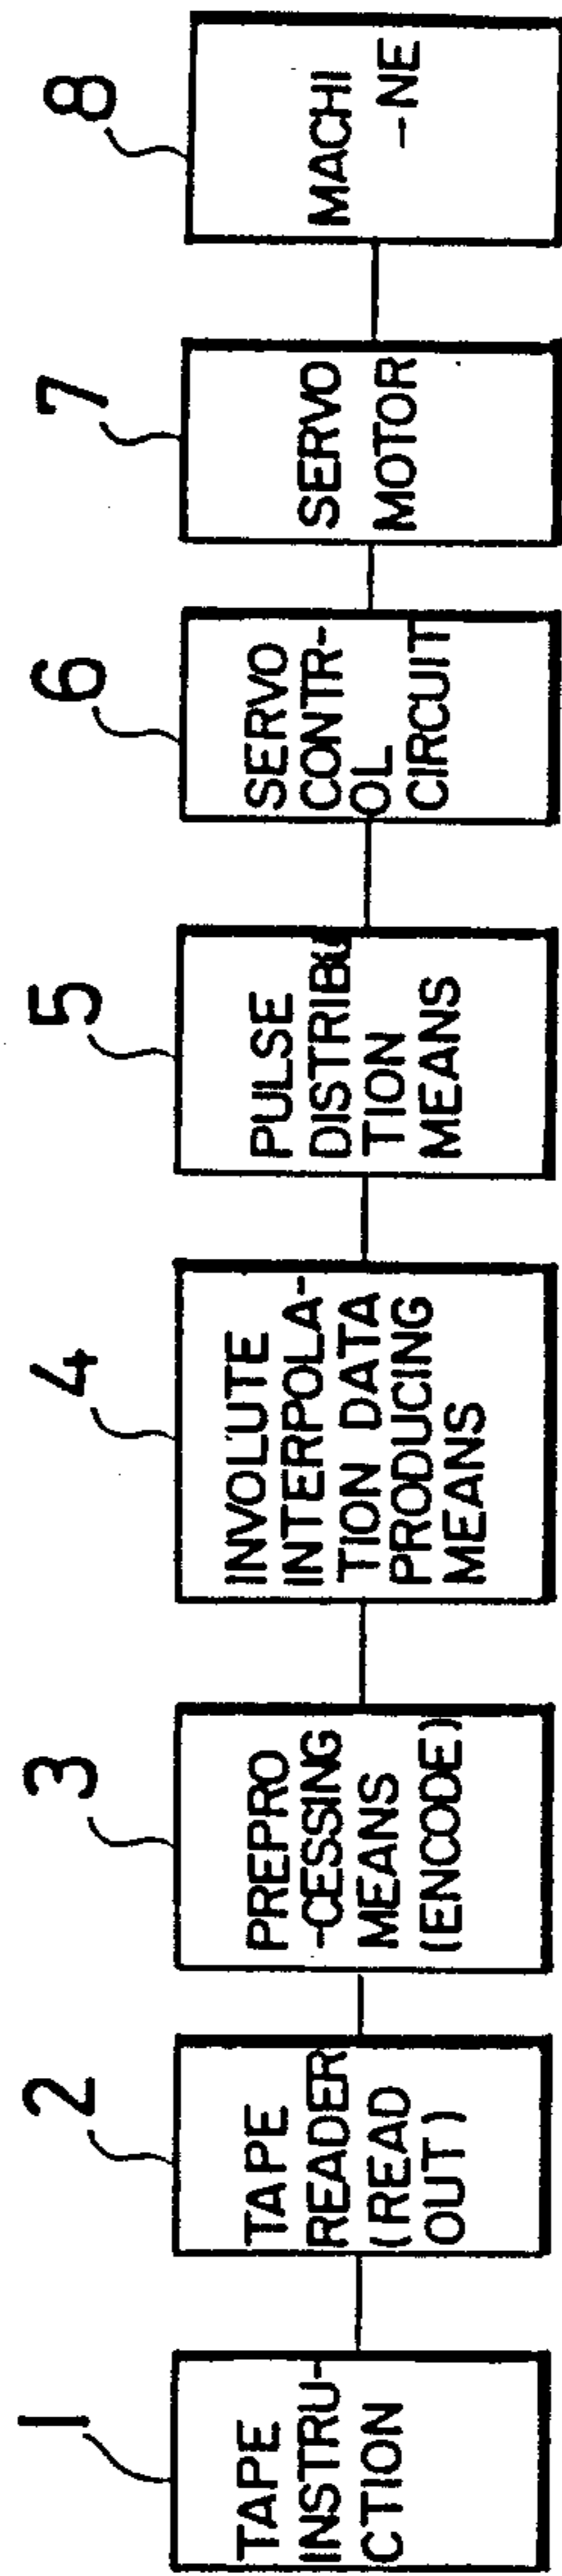 1
TAPE
INSTRU-
CTION
2
TAPE
READER
(READ
OUT)
3
PREPRO
-CESSING
MEANS
(ENCODE)
4
INVOLUTE
INTERPOLA-
TION DATA
PRODUCING
MEANS
5
PULSE
DISTRIBU
TION
MEANS
6
SERVO
CONTR-
OL
CIRCUIT
7
SERVO
MOTOR
8
MACHI
-NE